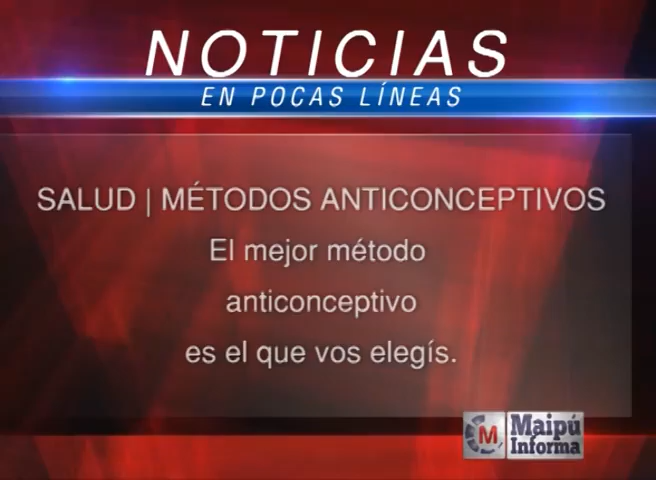 NOTICIAS
EN POCAS LÍNEAS
SALUD | MÉTODOS ANTICONCEPTIVOS
El mejor método
anticonceptivo
es el que vos elegís.
M
Maipú
Informa